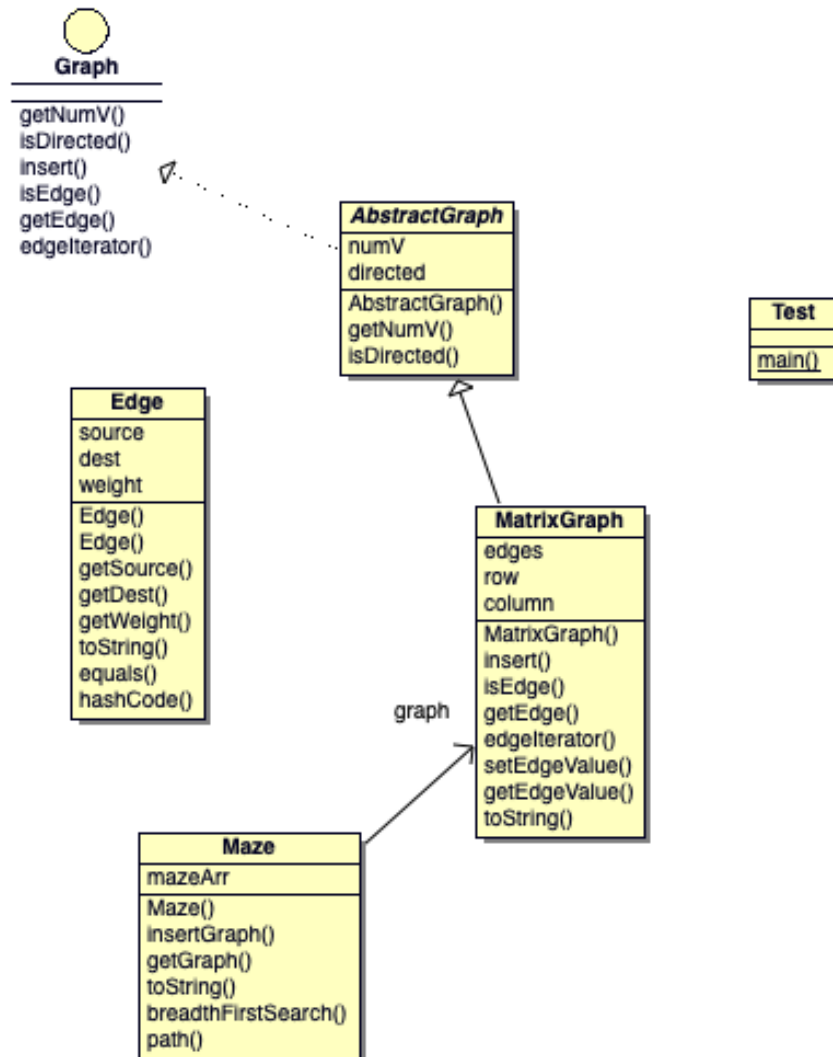 Graph
getNumV()
isDirected()
insert()
isEdge()
getEdge()
edgeIterator()
AbstractGraph
numV
directed
AbstractGraph()
getNumV()
isDirected()
Test
main()
Edge
source
dest
weight
Edge()
Edge()
getSource()
getDest()
getWeight()
toString()
equals()
hashCode()
MatrixGraph
edges
row
column
MatrixGraph()
insert()
isEdge()
getEdge()
edgeIterator()
setEdgeValue()
getEdgeValue()
toString()
graph
Maze
mazeArr
Maze()
insertGraph()
getGraph()
toString()
breadthFirstSearch()
path()